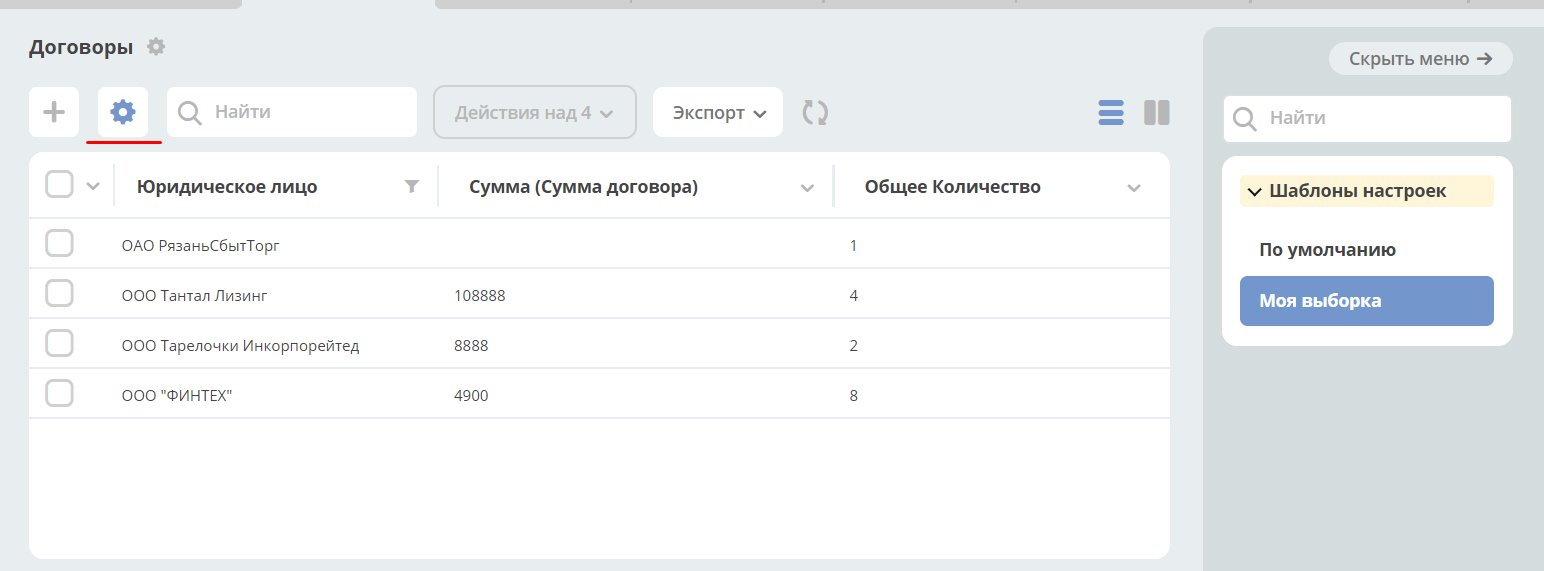 Договоры
Найти
Действия над 4
Экспорт
Юридическое лицо
Сумма (Сумма договора)
Общее Количество
ОАО РязаньСбытТорг
1
ООО Тантал Лизинг
108888
4
ООО Тарелочки Инкорпорейтед
8888
2
ООО "ФИНТЕХ"
4900
8
Скрыть меню
Найти
Шаблоны настроек
По умолчанию
Моя выборка